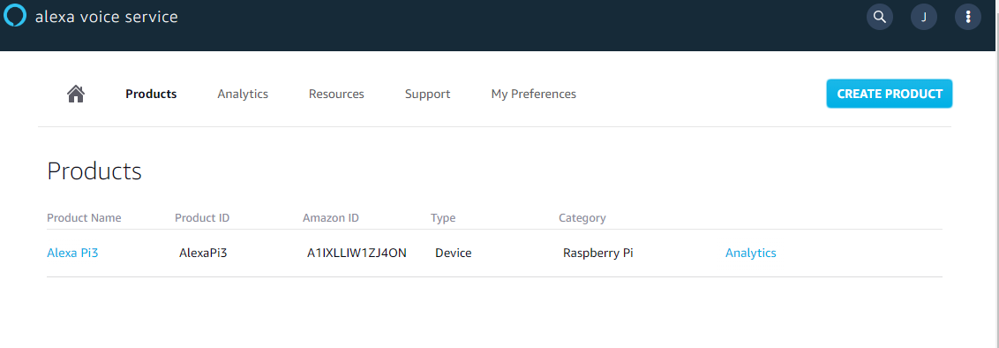 alexa voice service
J
Products Analytics Resources Support My Preferences CREATE PRODUCT
Products
Product Name Product ID Amazon ID Type Category
Alexa Pi3 AlexaPi3 A1IXLLIW1ZJ4ON Device Raspberry Pi Analytics